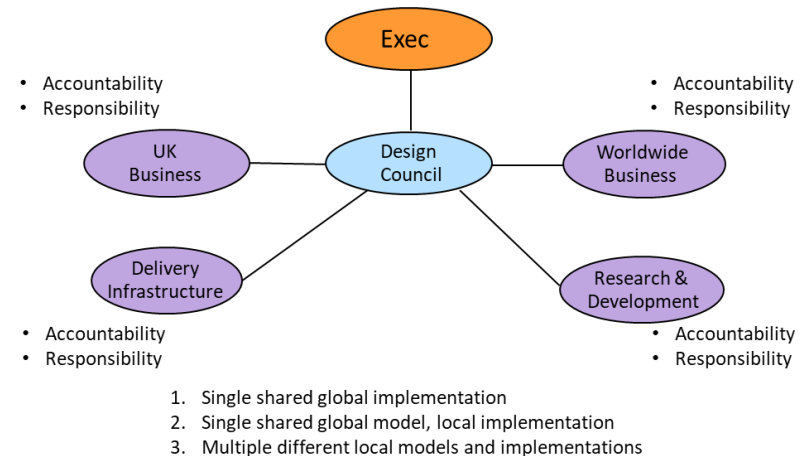 Exec
• Accountability
• Responsibility
• Accountability
• Responsibility
UK
Business
Design
Council
Worldwide
Business
Delivery
Infrastructure
Research &
Development
• Accountability
• Responsibility
• Accountability
• Responsibility
1. Single shared global implementation
2. Single shared global model, local implementation
3. Multiple different local models and implementations